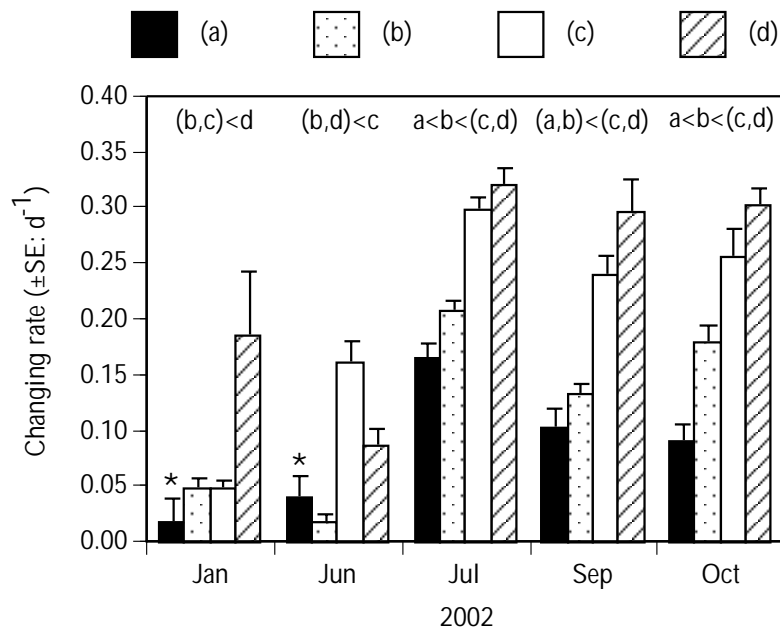 (a) (b) (c) (d)
0.40
(b,c)<d (b,d)<c a<b<(c,d) (a,b)<(c,d) a<b<(c,d)
0.35
0.30
0.25
0.20
0.15
0.10
0.05
0.00
Changing rate (±SE: d-1)
* *
Jan Jun Jul Sep Oct
2002